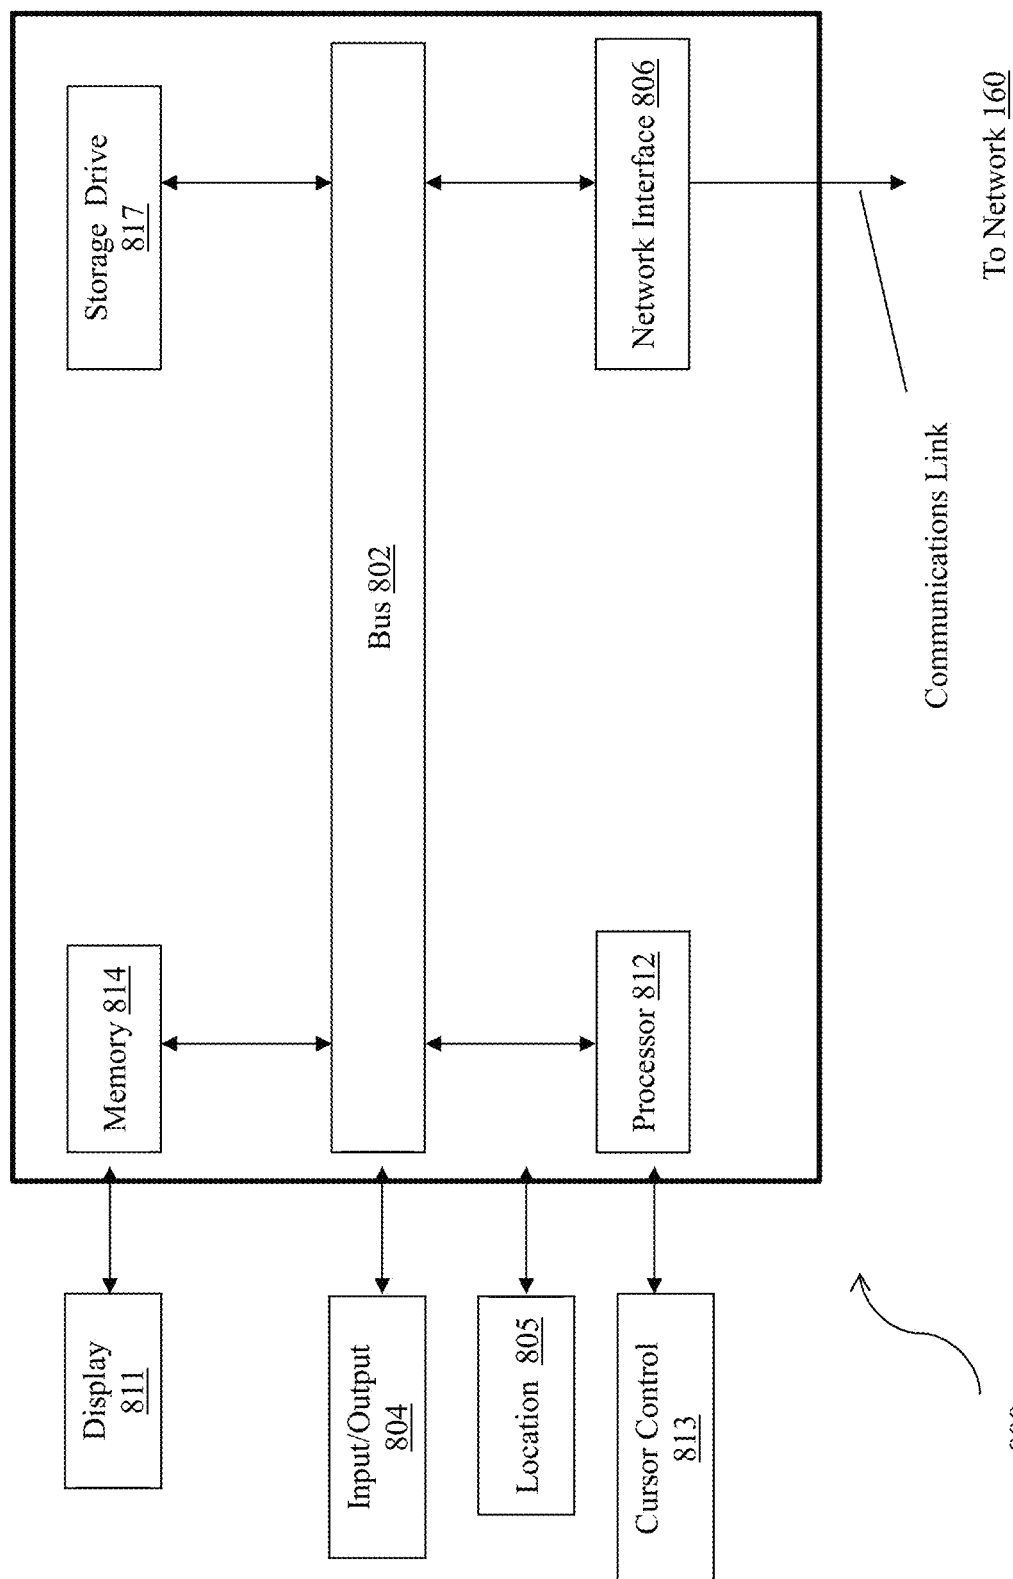 Display
811
Memory 814
Storage Drive
817
Input/Output
804
Bus 802
Location 805
Cursor Control
813
Processor 812
Network Interface 806
Communications Link
To Network 160